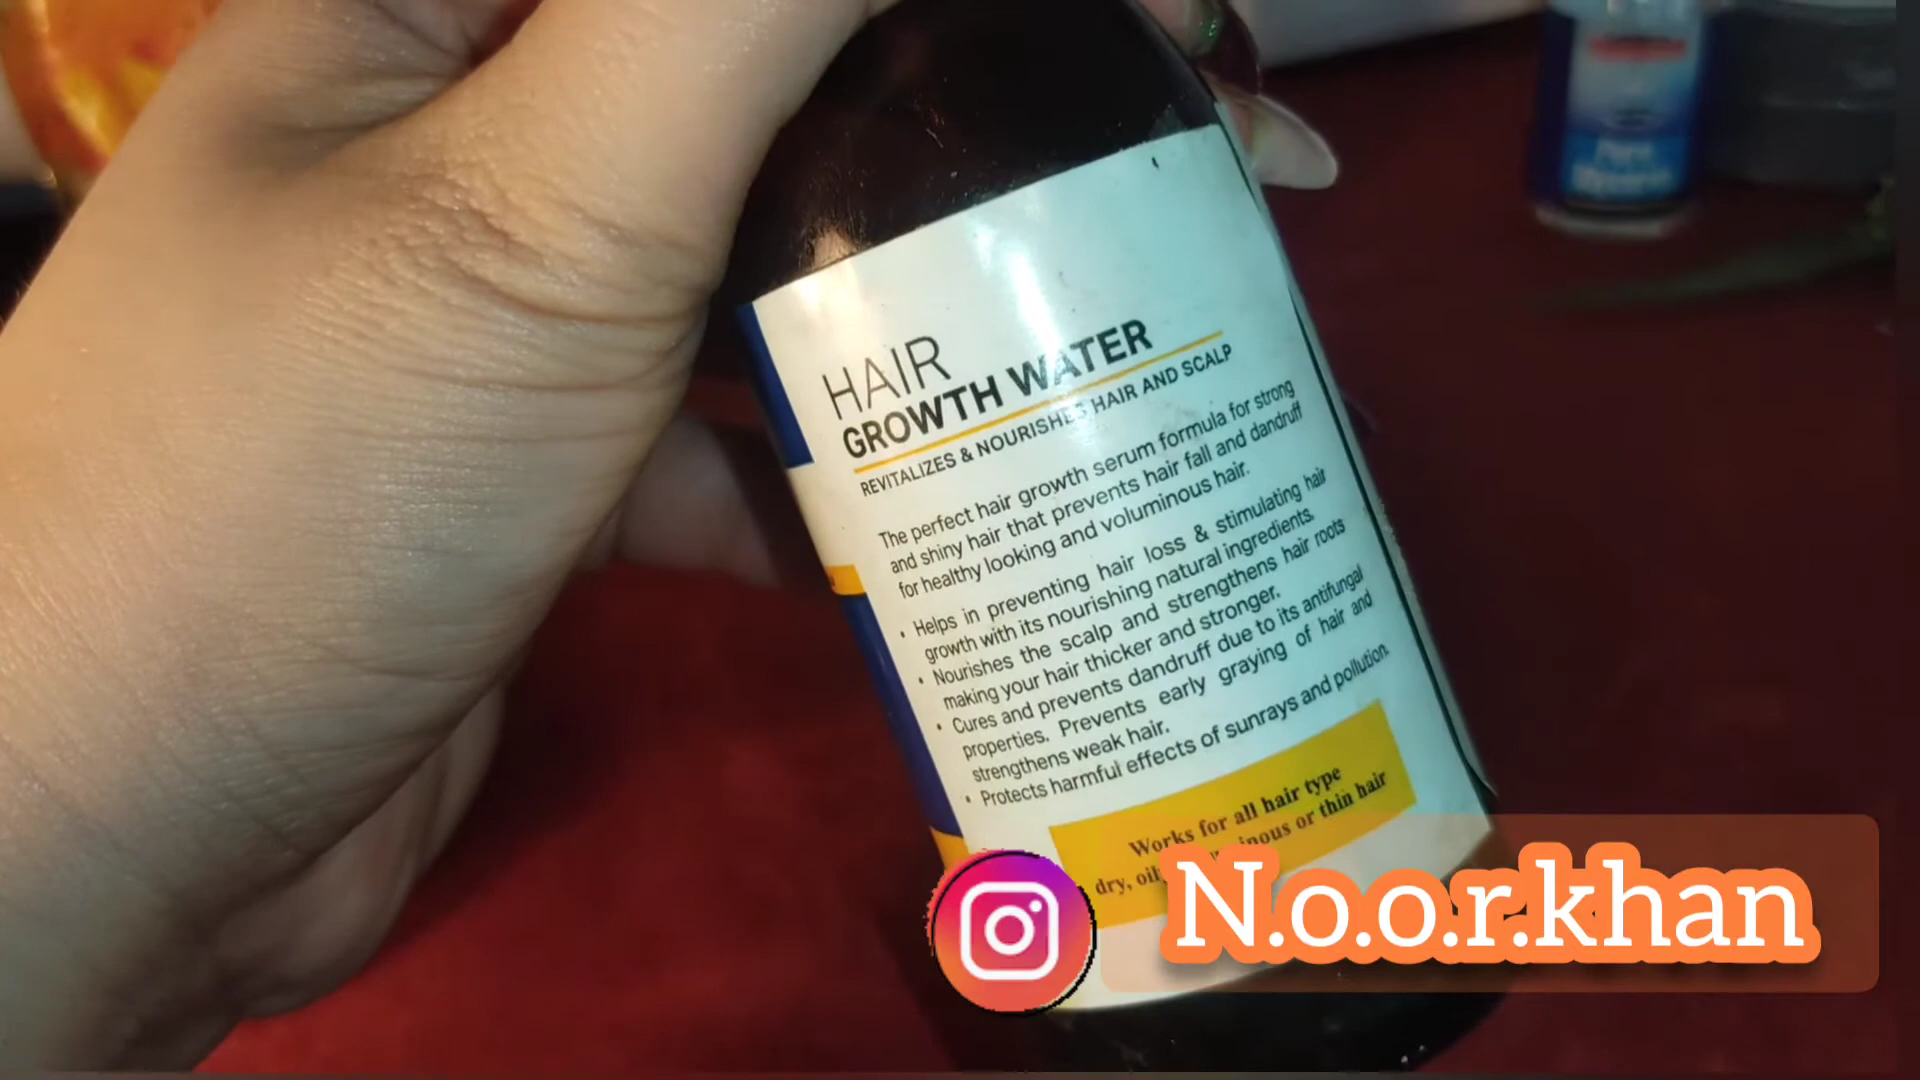 HAIR
GROWTH WATER
REVITALIZES & NOURISHES HAIR AND SCALP
The perfect hair growth serum formula for strong
and shiny hair that prevents hair fall and dandruff
for healthy looking and voluminous hair.
• Helps in preventing hair loss & stimulating hair
growth with its nourishing natural ingredients.
• Nourishes the scalp and strengthens hair roots
making your hair thicker and stronger.
• Cures and prevents dandruff due to its antifungal
properties. Prevents early graying of hair and
strengthens weak hair.
• Protects harmful effects of sunrays and pollution.
Works for all hair type
dry, or thin hair
N.o.o.r.khan